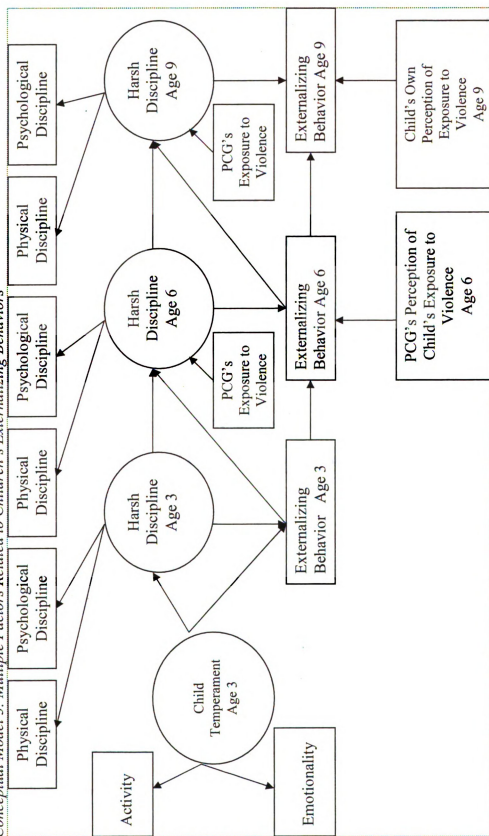 Conceptual Model 3: Multiple Factors Related to Children's Externalizing Behaviors
Physical
Discipline
Psychological
Discipline
Physical
Discipline
Psychological
Discipline
Physical
Discipline
Psychological
Discipline
Activity
Emotionality
Child
Temperament
Age 3
Harsh
Discipline
Age 3
Harsh
Discipline
Age 6
Harsh
Discipline
Age 9
PCG's
Exposure to
Violence
PCG's
Exposure to
Violence
Externalizing
Behavior Age 3
Externalizing
Behavior Age 6
Externalizing
Behavior Age 9
PCG's Perception of
Child's Exposure to
Violence
Age 6
Child's Own
Perception of
Exposure to
Violence
Age 9